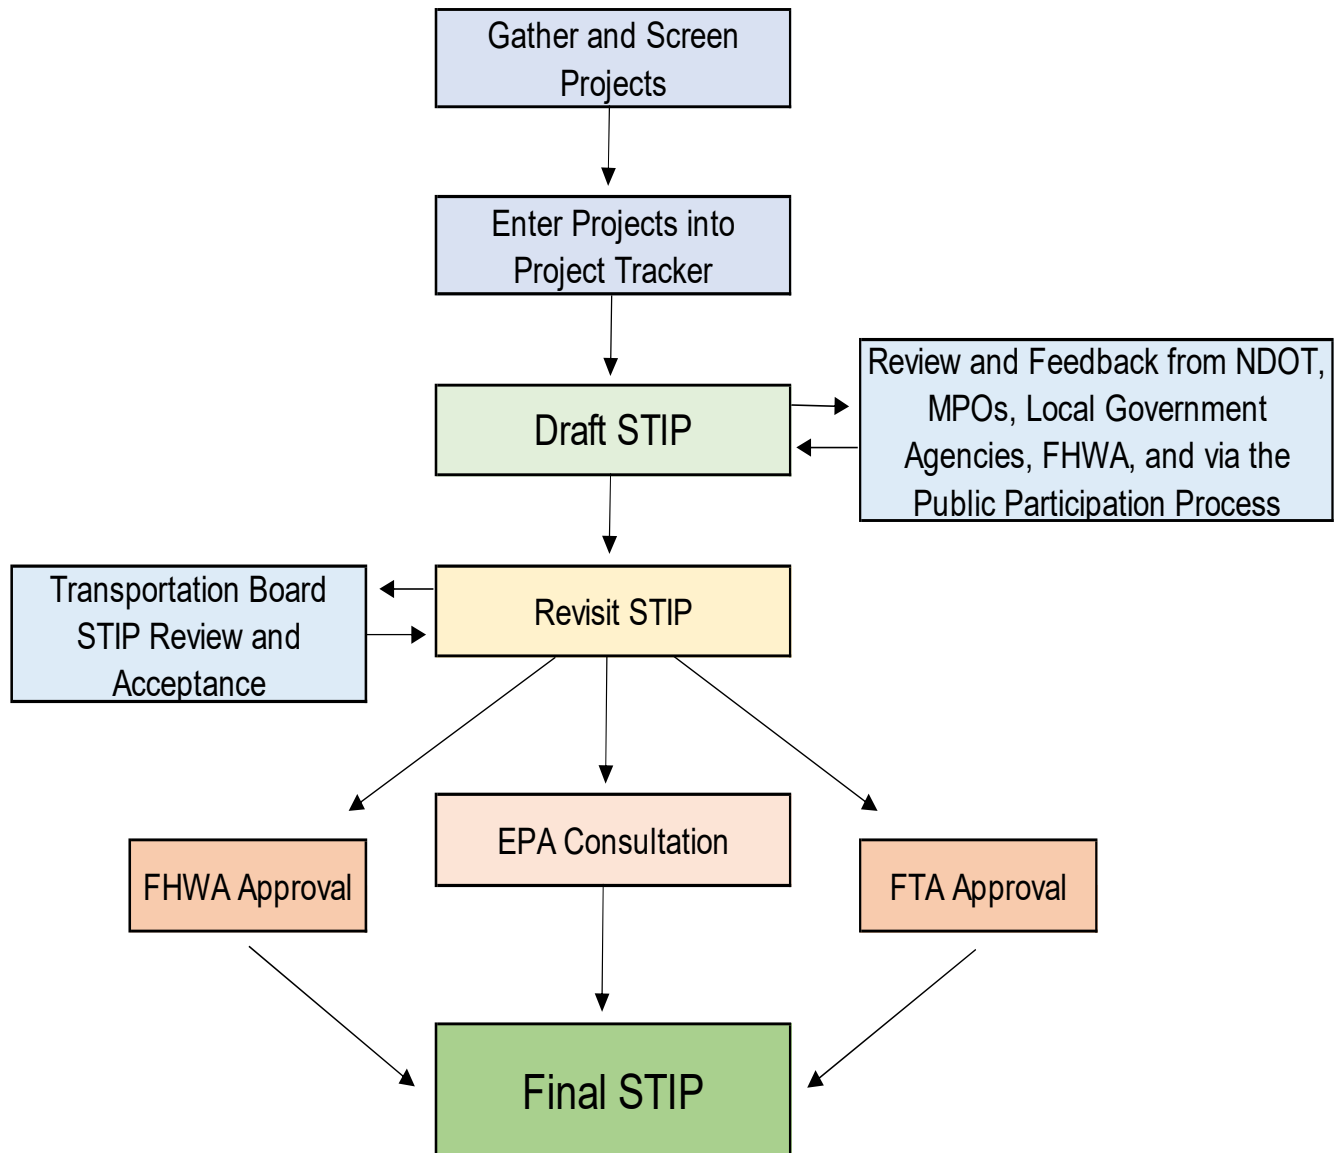 Gather and Screen
Projects
Enter Projects into
Project Tracker
Review and Feedback from NDOT,
MPOs, Local Government
Agencies, FHWA, and via the
Public Participation Process
Draft STIP
Transportation Board
STIP Review and
Acceptance
Revisit STIP
FHWA Approval
EPA Consultation
FTA Approval
Final STIP